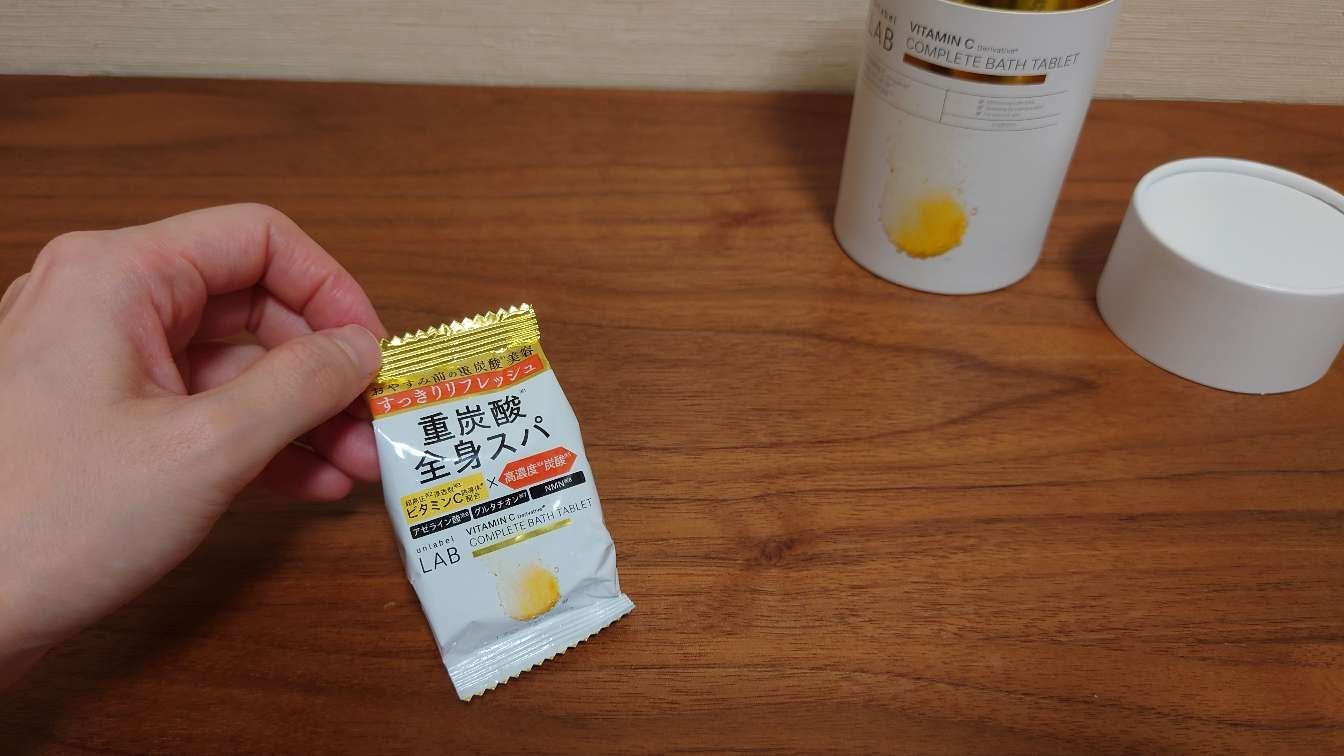 LAB
VITAMIN C derivative*
COMPLETE BATH TABLET
おやすみ前の重炭酸美容
すっきりリフレッシュ
重炭酸
全身スパ
ビタミンC
配合
×
高濃度
炭酸
アゼライン酸
グルタチオン
NMN
unlabel
LAB
VITAMIN C derivative*
COMPLETE BATH TABLET